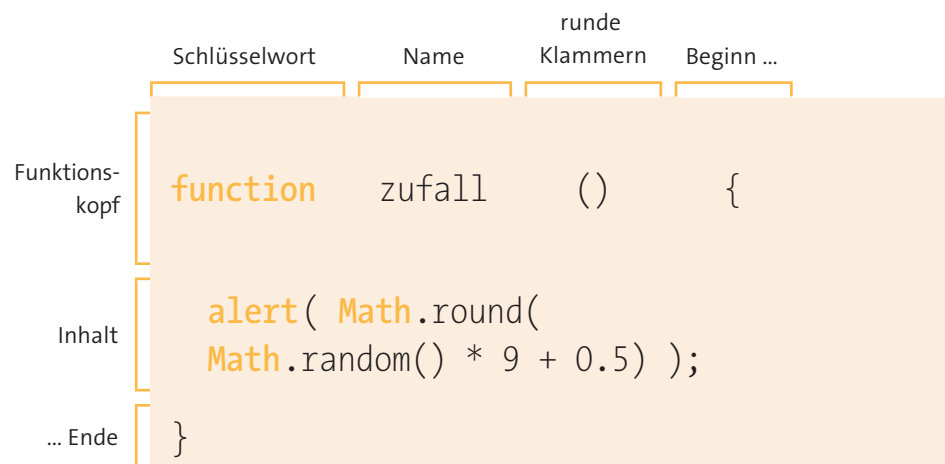 runde
Schlüsselwort Name Klammern Beginn ...
Funktions-
kopf
function zufall () {
Inhalt
alert( Math.round(
Math.random() * 9 + 0.5) );
... Ende }